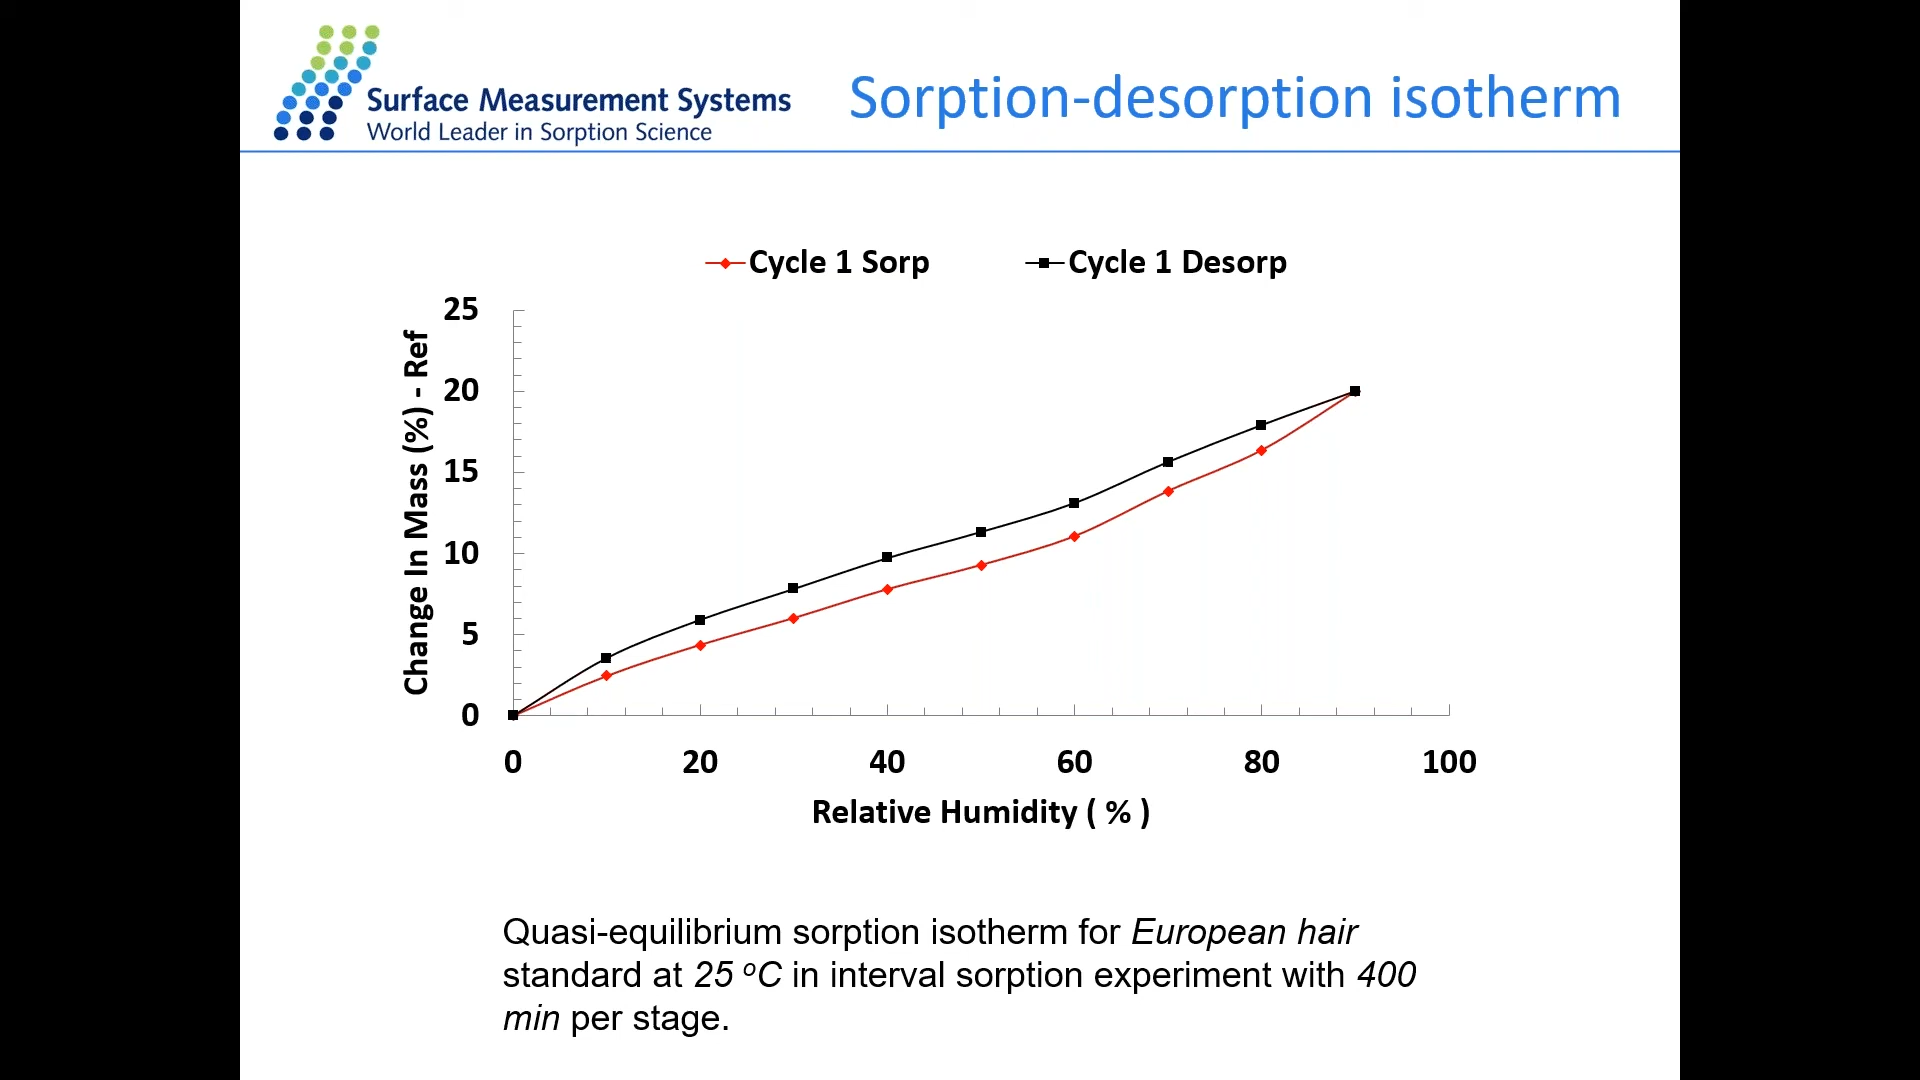 Surface Measurement Systems
World Leader in Sorption Science
Sorption-desorption isotherm
Cycle 1 Sorp
Cycle 1 Desorp
Change In Mass (%) - Ref
25
20
15
10
5
0
0 20 40 60 80 100
Relative Humidity ( % )
Quasi-equilibrium sorption isotherm for European hair
standard at 25 °C in interval sorption experiment with 400
min per stage.